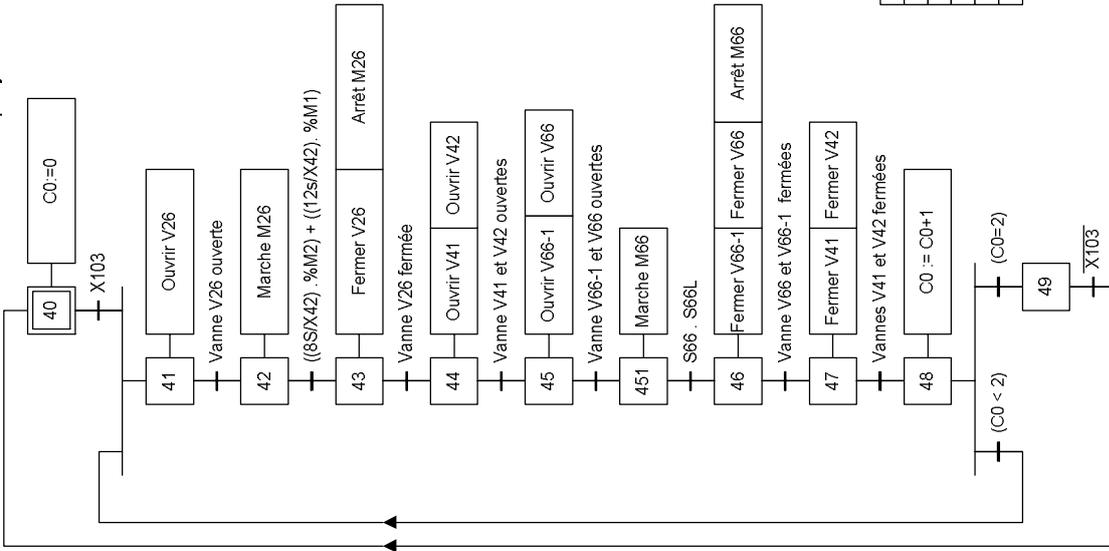 40
C0:=0
X103
41
Ouvrir V26
Vanne V26 ouverte
42
Marche M26
((8S/X42) .%M2) + ((12s/X42). %M1)
43
Fermer V26
Arrêt M26
Vanne V26 fermée
44
Ouvrir V41
Ouvrir V42
Vanne V41 et V42 ouvertes
45
Ouvrir V66-1
Ouvrir V66
Vanne V66-1 et V66 ouvertes
451
Marche M66
S66 . S66L
46
Fermer V66-1
Fermer V66
Arrêt M66
Vanne V66 et V66-1 fermées
47
Fermer V41
Fermer V42
Vannes V41 et V42 fermées
48
C0 := C0+1
(C0 < 2)
(C0=2)
49
X103